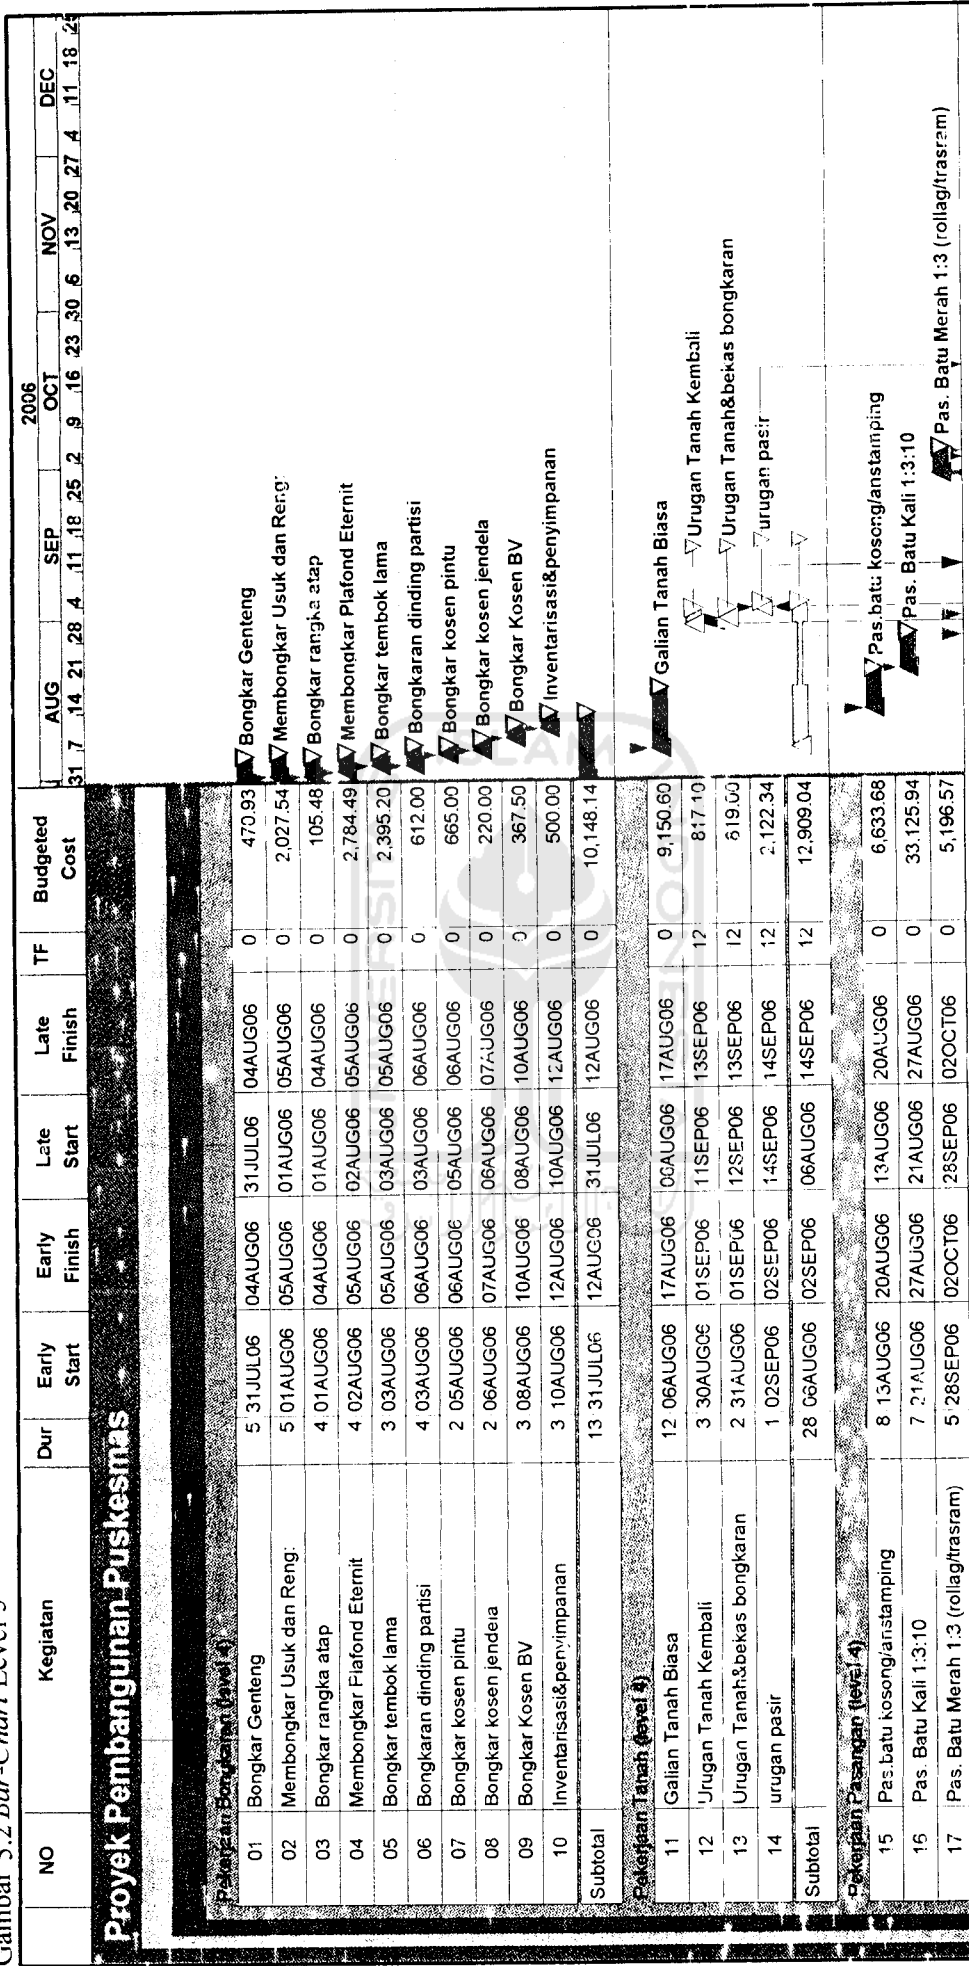 Gambar 5.2 Bar-Chart Level 5
NO Kegiatan Dur Early Start Early Finish Late Start Late Finish TF Budgeted Cost
2006
AUG SEP OCT NOV DEC
31 7 14 21 28 4 11 18 25 2 9 16 23 30 6 13 20 27 4 11 18 25
Proyek Pembangunan Puskesmas
Pekerjaan Bongkaran (level 4)
01 Bongkar Genteng 5 31JUL06 04AUG06 31JUL06 04AUG06 0 470.93 Bongkar Genteng
02 Membongkar Usuk dan Reng: 5 01AUG06 05AUG06 01AUG06 05AUG06 0 2,027.54 Membongkar Usuk dan Reng:
03 Bongkar rangka atap 4 01AUG06 04AUG06 01AUG06 04AUG06 0 105.48 Bongkar rangka atap
04 Membongkar Plafond Eternit 4 02AUG06 05AUG06 02AUG06 05AUG06 0 2,784.49 Membongkar Plafond Eternit
05 Bongkar tembok lama 3 03AUG06 05AUG06 03AUG06 05AUG06 0 2,395.20 Bongkar tembok lama
06 Bongkaran dinding partisi 4 03AUG06 06AUG06 03AUG06 06AUG06 0 612.00 Bongkaran dinding partisi
07 Bongkar kosen pintu 2 05AUG06 06AUG06 05AUG06 06AUG06 0 665.00 Bongkar kosen pintu
08 Bongkar kosen jendela 2 06AUG06 07AUG06 06AUG06 07AUG06 0 220.00 Bongkar kosen jendela
09 Bongkar Kosen BV 3 08AUG06 10AUG06 08AUG06 10AUG06 0 367.50 Bongkar Kosen BV
10 Inventarisasi&penyimpanan 3 10AUG06 12AUG06 10AUG06 12AUG06 0 500.00 Inventarisasi&penyimpanan
Subtotal 13 31JUL06 12AUG06 31JUL06 12AUG06 0 10,148.14
Pekerjaan Tanah (level 4)
11 Galian Tanah Biasa 12 06AUG06 17AUG06 06AUG06 17AUG06 0 9,150.60 Galian Tanah Biasa
12 Urugan Tanah Kembali 3 30AUG06 01SEP06 11SEP06 13SEP06 12 817.10 Urugan Tanah Kembali
13 Urugan Tanah&bekas bongkaran 2 31AUG06 01SEP06 12SEP06 13SEP06 12 819.00 Urugan Tanah&bekas bongkaran
14 urugan pasir 1 02SEP06 02SEP06 14SEP06 14SEP06 12 2,122.34 urugan pasir
Subtotal 28 06AUG06 02SEP06 06AUG06 14SEP06 12 12,909.04
Pekerjaan Pasangan (level 4)
15 Pas.batu kosong/anstamping 8 13AUG06 20AUG06 13AUG06 20AUG06 0 6,633.68 Pas.batu kosong/anstamping
16 Pas. Batu Kali 1:3:10 7 21AUG06 27AUG06 21AUG06 27AUG06 0 33,125.94 Pas. Batu Kali 1:3:10
17 Pas. Batu Merah 1:3 (rollag/trasram) 5 28SEP06 02OCT06 28SEP06 02OCT06 0 5,196.57 Pas. Batu Merah 1:3 (rollag/trasram)
UNIVERSITAS ISLAM INDONESIA